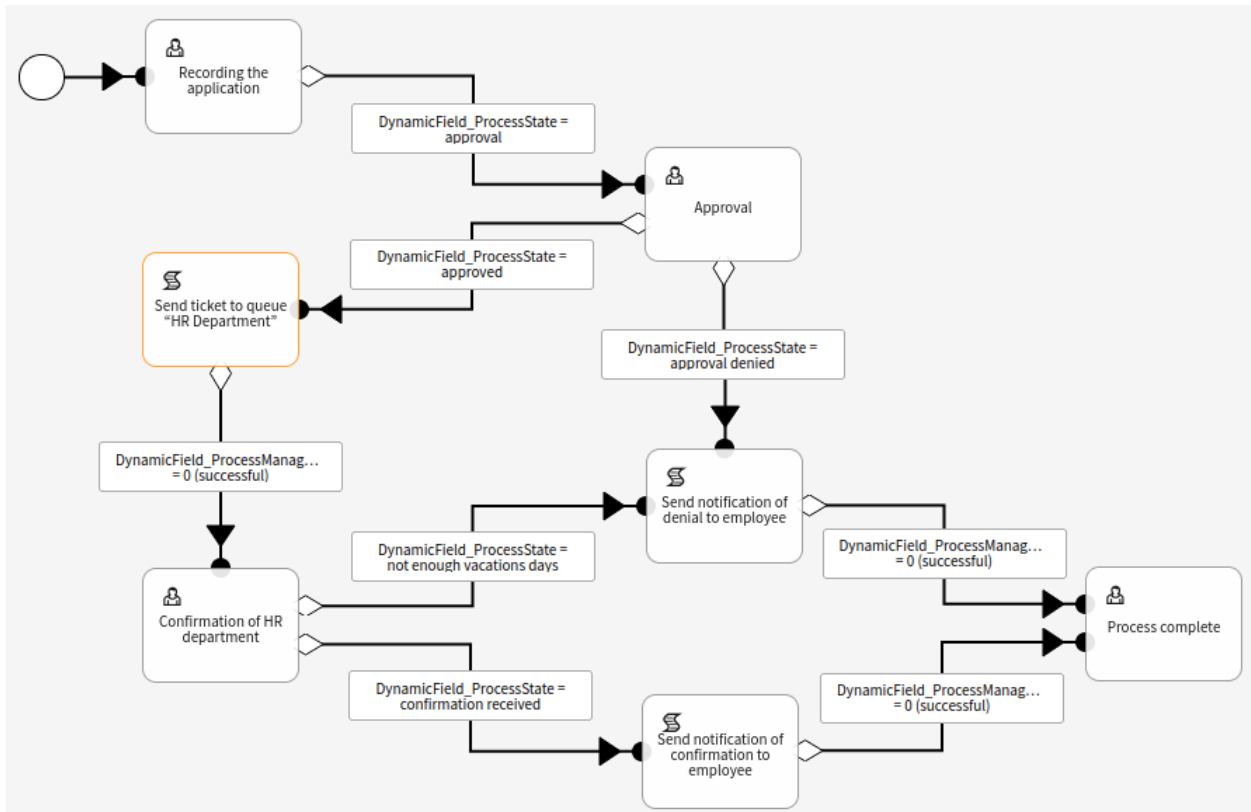 Recording the
application
DynamicField_ProcessState =
approval
Approval
DynamicField_ProcessState =
approved
Send ticket to queue
“HR Department”
DynamicField_ProcessState =
approval denied
DynamicField_ProcessManag...
= 0 (successful)
Send notification of
denial to employee
DynamicField_ProcessState =
not enough vacations days
DynamicField_ProcessManag...
= 0 (successful)
Confirmation of HR
department
Process complete
DynamicField_ProcessState =
confirmation received
DynamicField_ProcessManag...
= 0 (successful)
Send notification of
confirmation to
employee